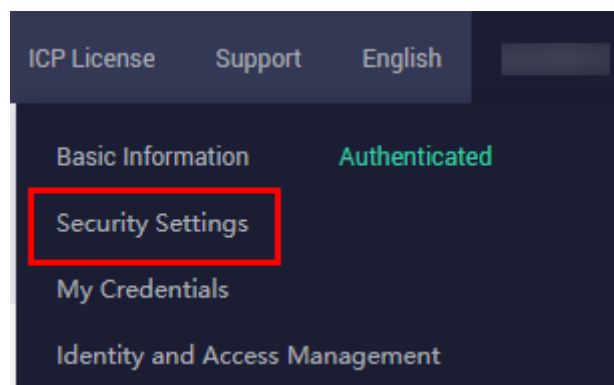 ICP License Support English
Basic Information Authenticated
Security Settings
My Credentials
Identity and Access Management